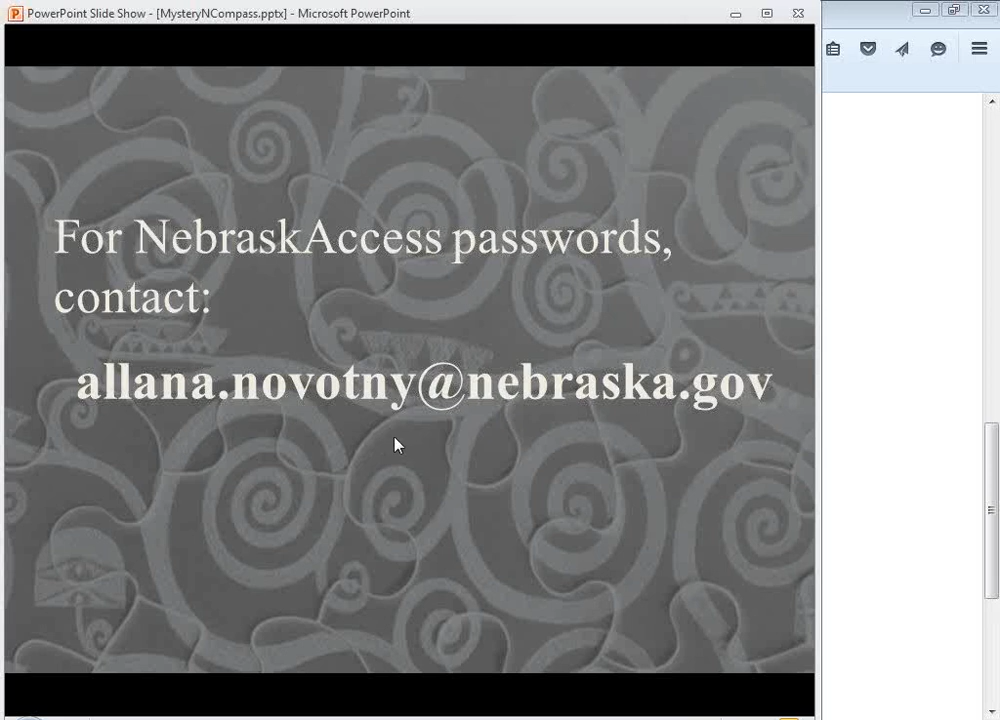 PowerPoint Slide Show - [MysteryNCompass.pptx] - Microsoft PowerPoint
For NebraskAccess passwords,
contact:
allana.novotny@nebraska.gov